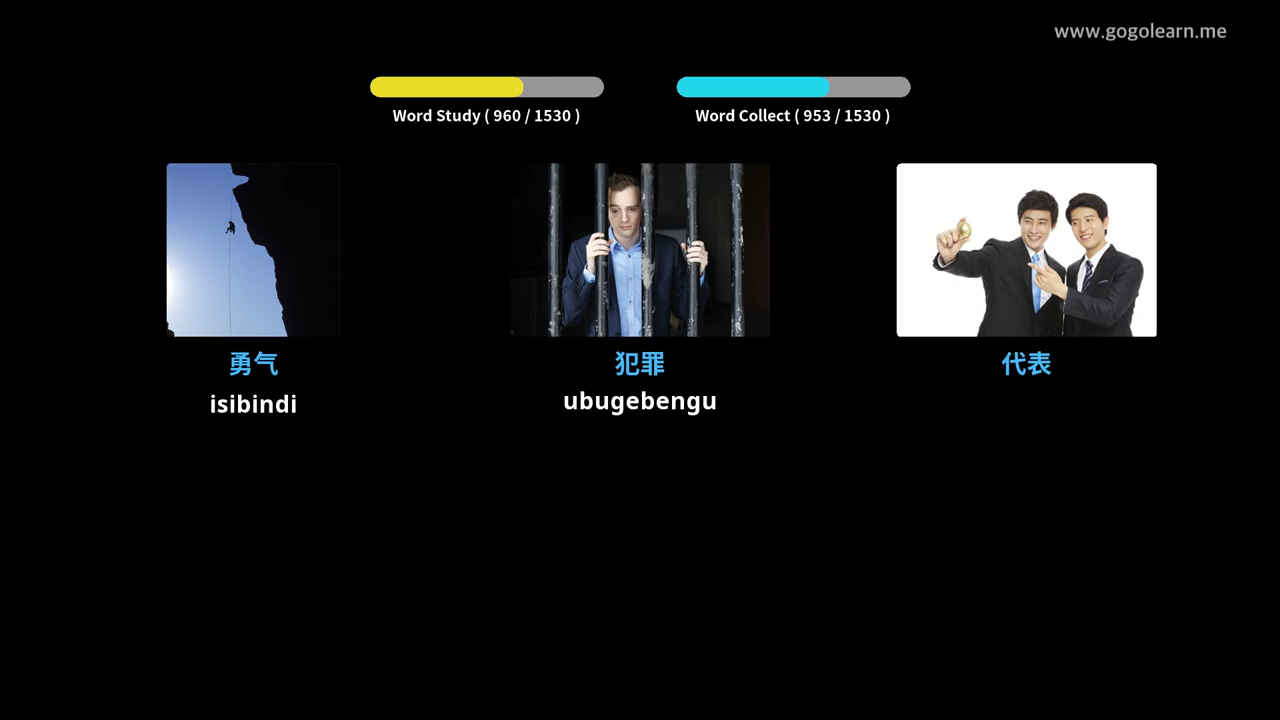 www.gogolearn.me
Word Study ( 960 / 1530 )
Word Collect ( 953 / 1530 )
勇气
犯罪
代表
isibindi
ubugebengu